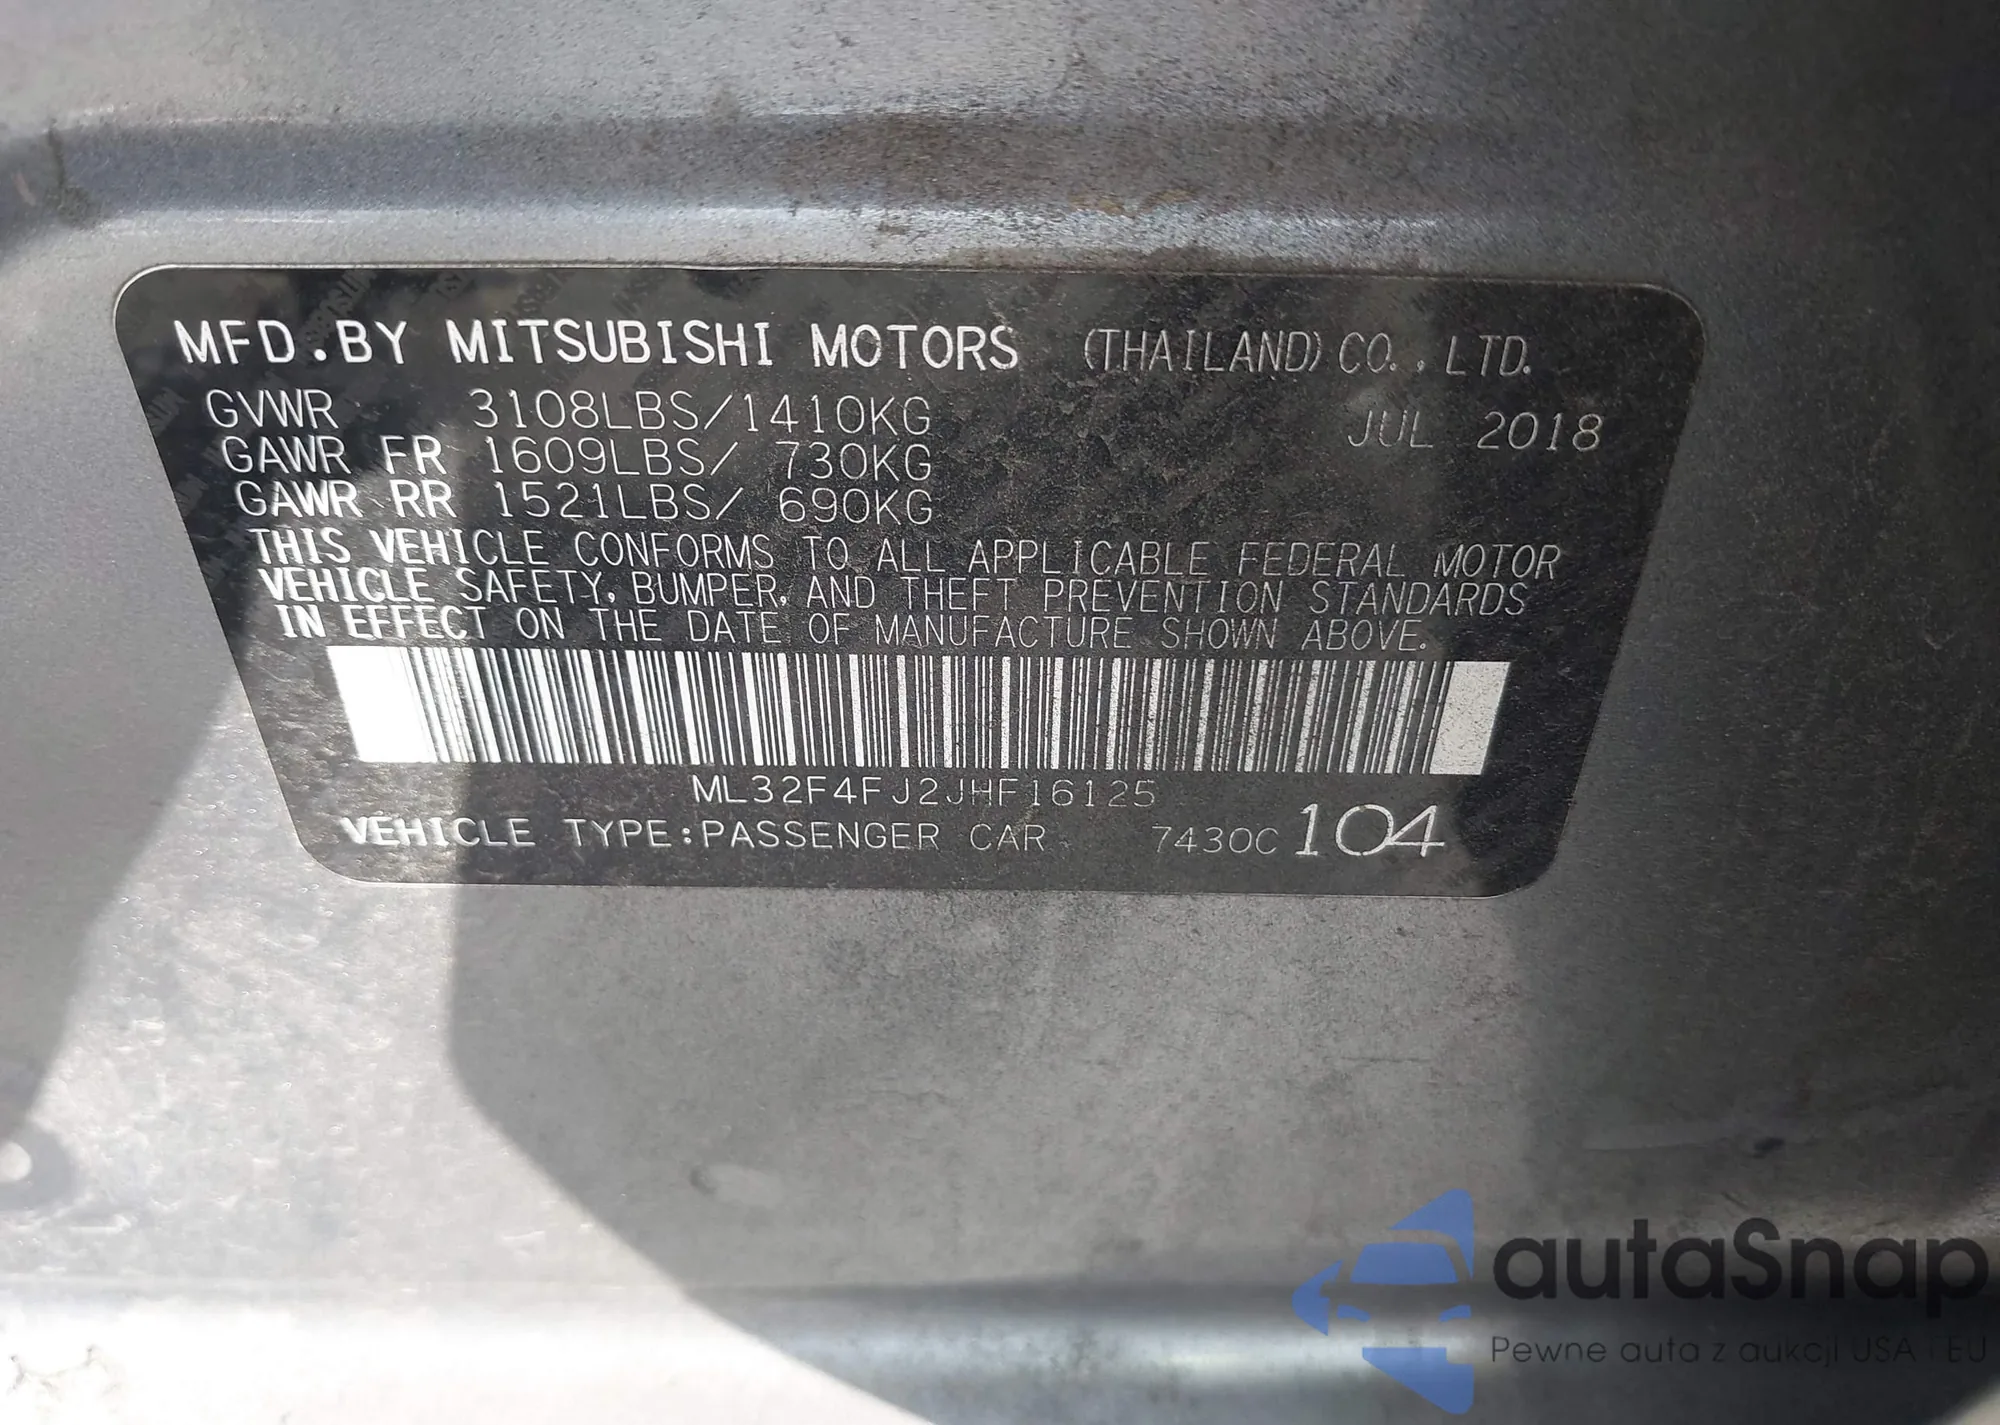 MFD.BY MITSUBISHI MOTORS (THAILAND) CO.,LTD.
GVWR 3108LBS/1410KG JUL 2018
GAWR FR 1609LBS/ 730KG
GAWR RR 1521LBS/ 690KG
THIS VEHICLE CONFORMS TO ALL APPLICABLE FEDERAL MOTOR
VEHICLE SAFETY, BUMPER, AND THEFT PREVENTION STANDARDS
IN EFFECT ON THE DATE OF MANUFACTURE SHOWN ABOVE.
ML32F4FJ2JHF16125
VEHICLE TYPE:PASSENGER CAR 7430C 104
autaSnap
Pewne auta z aukcji USA i EU